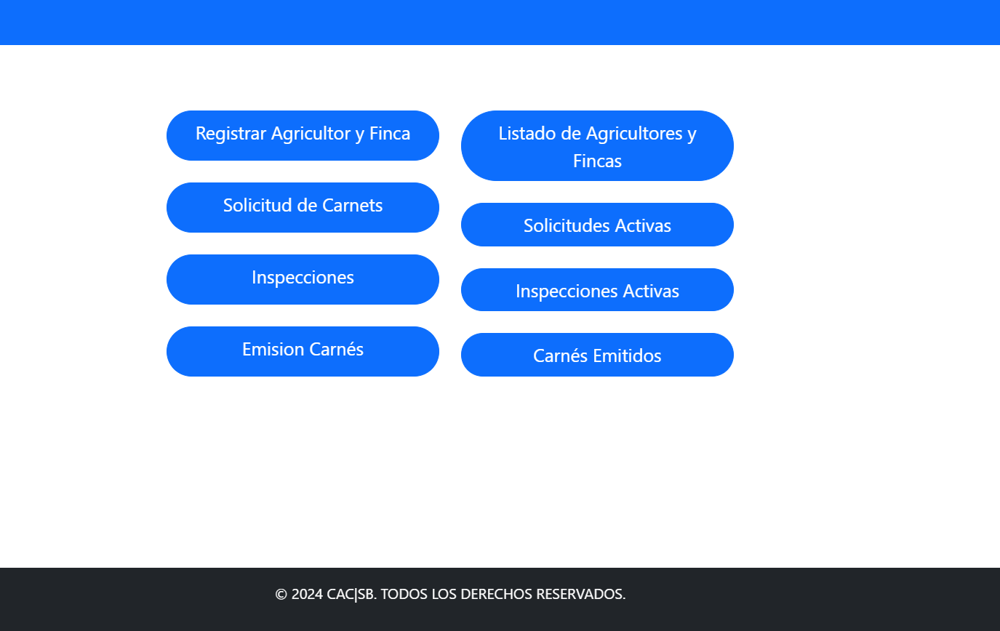 Registrar Agricultor y Finca
Solicitud de Carnets
Inspecciones
Emision Carnés
Listado de Agricultores y
Fincas
Solicitudes Activas
Inspecciones Activas
Carnés Emitidos
© 2024 CAC|SB. TODOS LOS DERECHOS RESERVADOS.